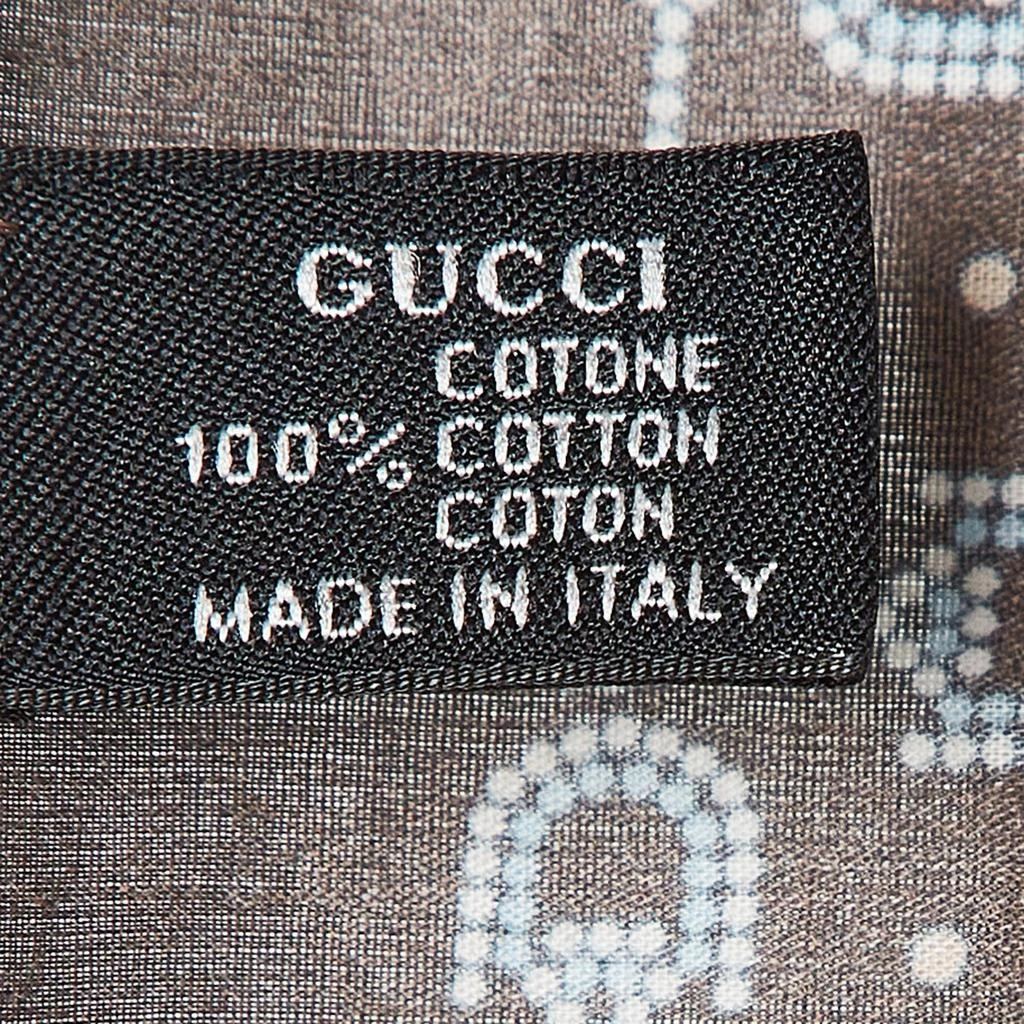 GUCCI
COTONE
100% COTTON
COTON
MADE IN ITALY